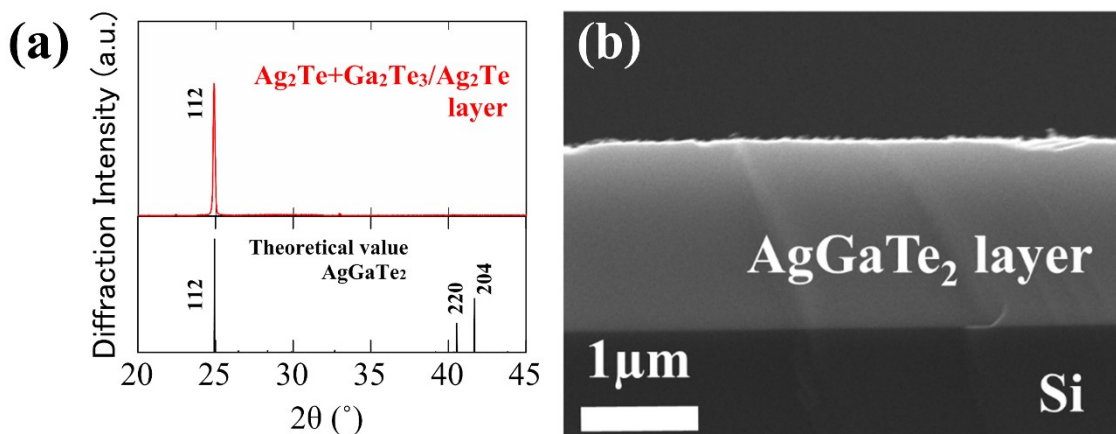 (a)
Diffraction Intensity (a.u.)
112
Ag₂Te+Ga₂Te₃/Ag₂Te
layer
Theoretical value
AgGaTe₂
112
220
204
20 25 30 35 40 45
2θ (°)
(b)
AgGaTe₂ layer
1μm
Si